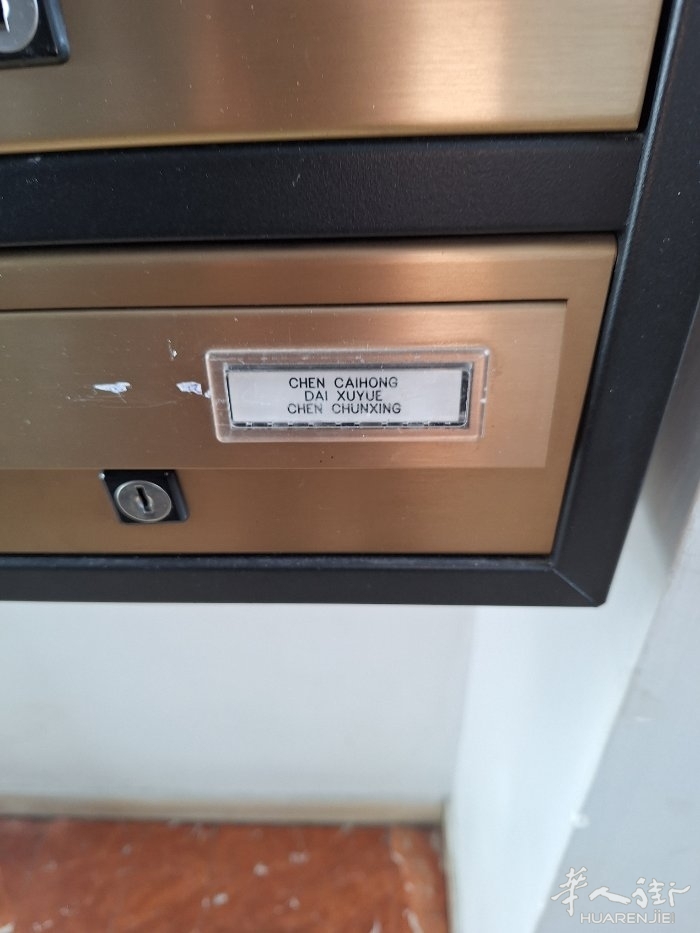 CHEN CAIHONG
DAI XUYUE
CHEN CHUNXING
华人街
HUARENJIE